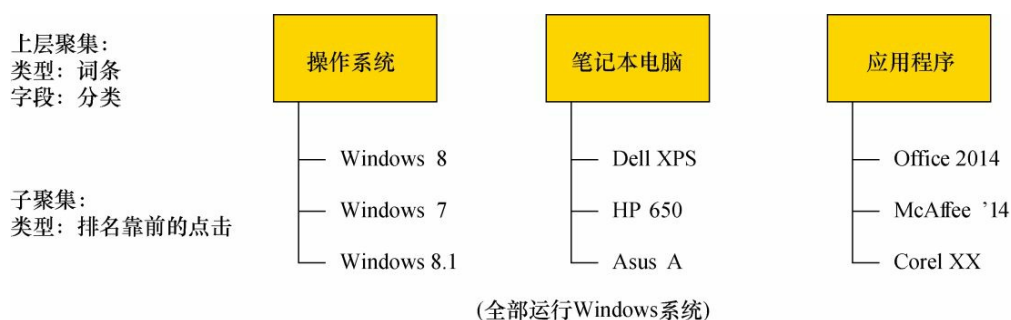 上层聚集：
类型：词条
字段：分类
操作系统
笔记本电脑
应用程序
Windows 8
Dell XPS
Office 2014
子聚集：
类型：排名靠前的点击
Windows 7
HP 650
McAffee ’14
Windows 8.1
Asus A
Corel XX
(全部运行Windows系统)